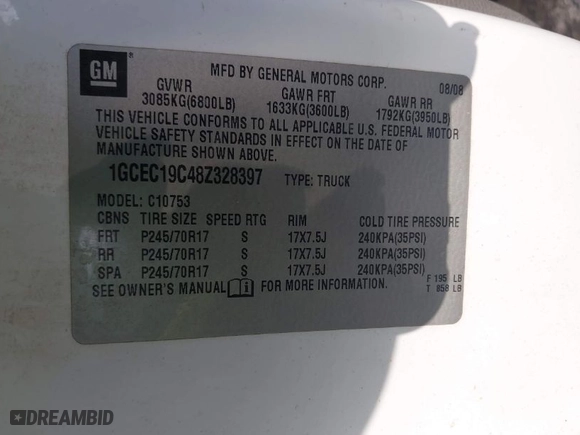 GM
MFD BY GENERAL MOTORS CORP.
08/08
GVWR GAWR FRT GAWR RR
3085KG(6800LB) 1633KG(3600LB) 1792KG(3950LB)
THIS VEHICLE CONFORMS TO ALL APPLICABLE U.S. FEDERAL MOTOR
VEHICLE SAFETY STANDARDS IN EFFECT ON THE DATE OF
MANUFACTURE SHOWN ABOVE.
1GCEC19C48Z328397 TYPE: TRUCK
MODEL: C10753
CBNS TIRE SIZE SPEED RTG RIM COLD TIRE PRESSURE
FRT P245/70R17 S 17X7.5J 240KPA(35PSI)
RR P245/70R17 S 17X7.5J 240KPA(35PSI)
SPA P245/70R17 S 17X7.5J 240KPA(35PSI)
SEE OWNER'S MANUAL FOR MORE INFORMATION.
F 195 LB
T 858 LB
DREAMBID